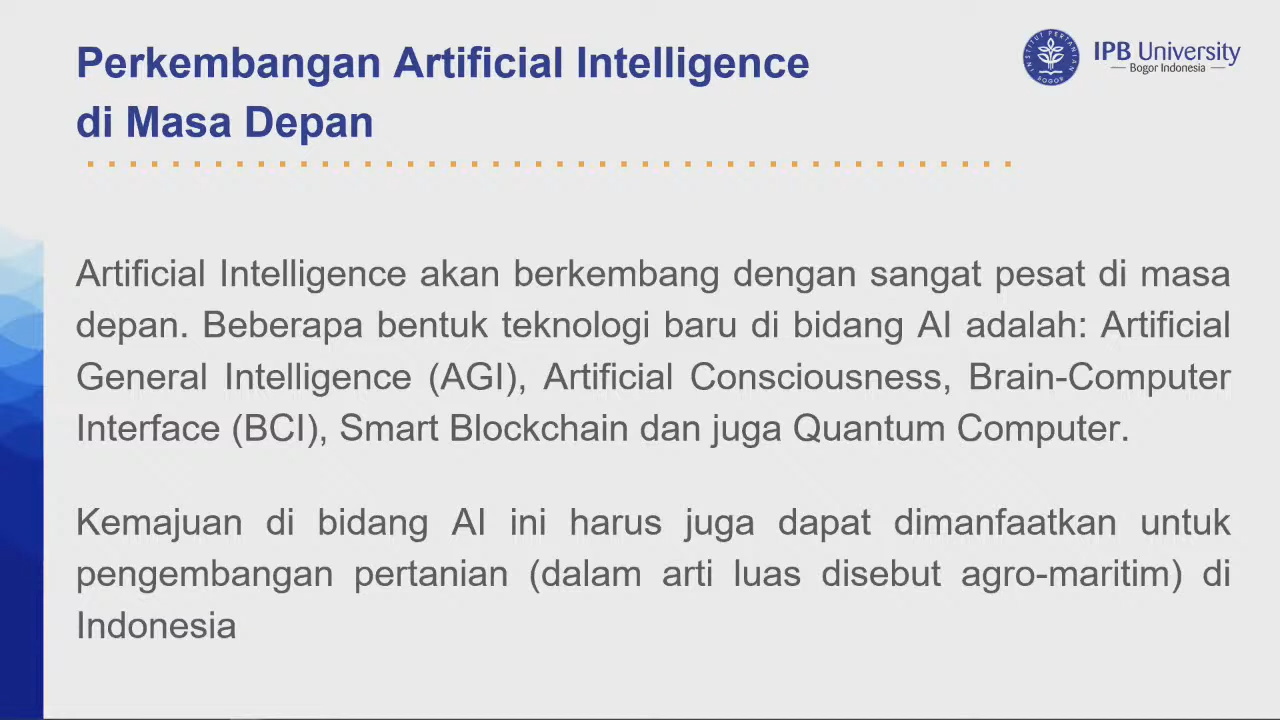 Perkembangan Artificial Intelligence
di Masa Depan
INSTITUT PERTANIAN
BOGOR
IPB University
Bogor Indonesia
Artificial Intelligence akan berkembang dengan sangat pesat di masa
depan. Beberapa bentuk teknologi baru di bidang AI adalah: Artificial
General Intelligence (AGI), Artificial Consciousness, Brain-Computer
Interface (BCI), Smart Blockchain dan juga Quantum Computer.
Kemajuan di bidang AI ini harus juga dapat dimanfaatkan untuk
pengembangan pertanian (dalam arti luas disebut agro-maritim) di
Indonesia